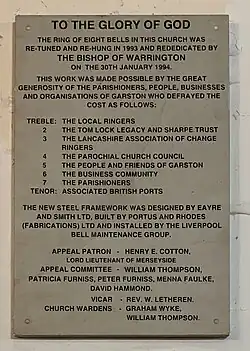 TO THE GLORY OF GOD
THE RING OF EIGHT BELLS IN THIS CHURCH WAS
RE-TUNED AND RE-HUNG IN 1993 AND REDEDICATED BY
THE BISHOP OF WARRINGTON
ON THE 30TH JANUARY 1994.
THIS WORK WAS MADE POSSIBLE BY THE GREAT
GENEROSITY OF THE PARISHIONERS, PEOPLE, BUSINESSES
AND ORGANISATIONS OF GARSTON WHO DEFRAYED THE
COST AS FOLLOWS:
TREBLE: THE LOCAL RINGERS
2 THE TOM LOCK LEGACY AND SHARPE TRUST
3 THE LANCASHIRE ASSOCIATION OF CHANGE
RINGERS
4 THE PAROCHIAL CHURCH COUNCIL
5 THE PEOPLE AND FRIENDS OF GARSTON
6 THE BUSINESS COMMUNITY
7 THE PARISHIONERS
TENOR: ASSOCIATED BRITISH PORTS
THE NEW STEEL FRAMEWORK WAS DESIGNED BY EAYRE
AND SMITH LTD, BUILT BY PORTUS AND RHODES
(FABRICATIONS) LTD AND INSTALLED BY THE LIVERPOOL
BELL MAINTENANCE GROUP.
APPEAL PATRON - HENRY E. COTTON,
LORD LIEUTENANT OF MERSEYSIDE
APPEAL COMMITTEE - WILLIAM THOMPSON,
PATRICIA FURNISS, PETER FURNISS, MENNA FAULKE,
DAVID HAMMOND.
VICAR - REV. W. LETHEREN.
CHURCH WARDENS - GRAHAM WYKE,
WILLIAM THOMPSON.